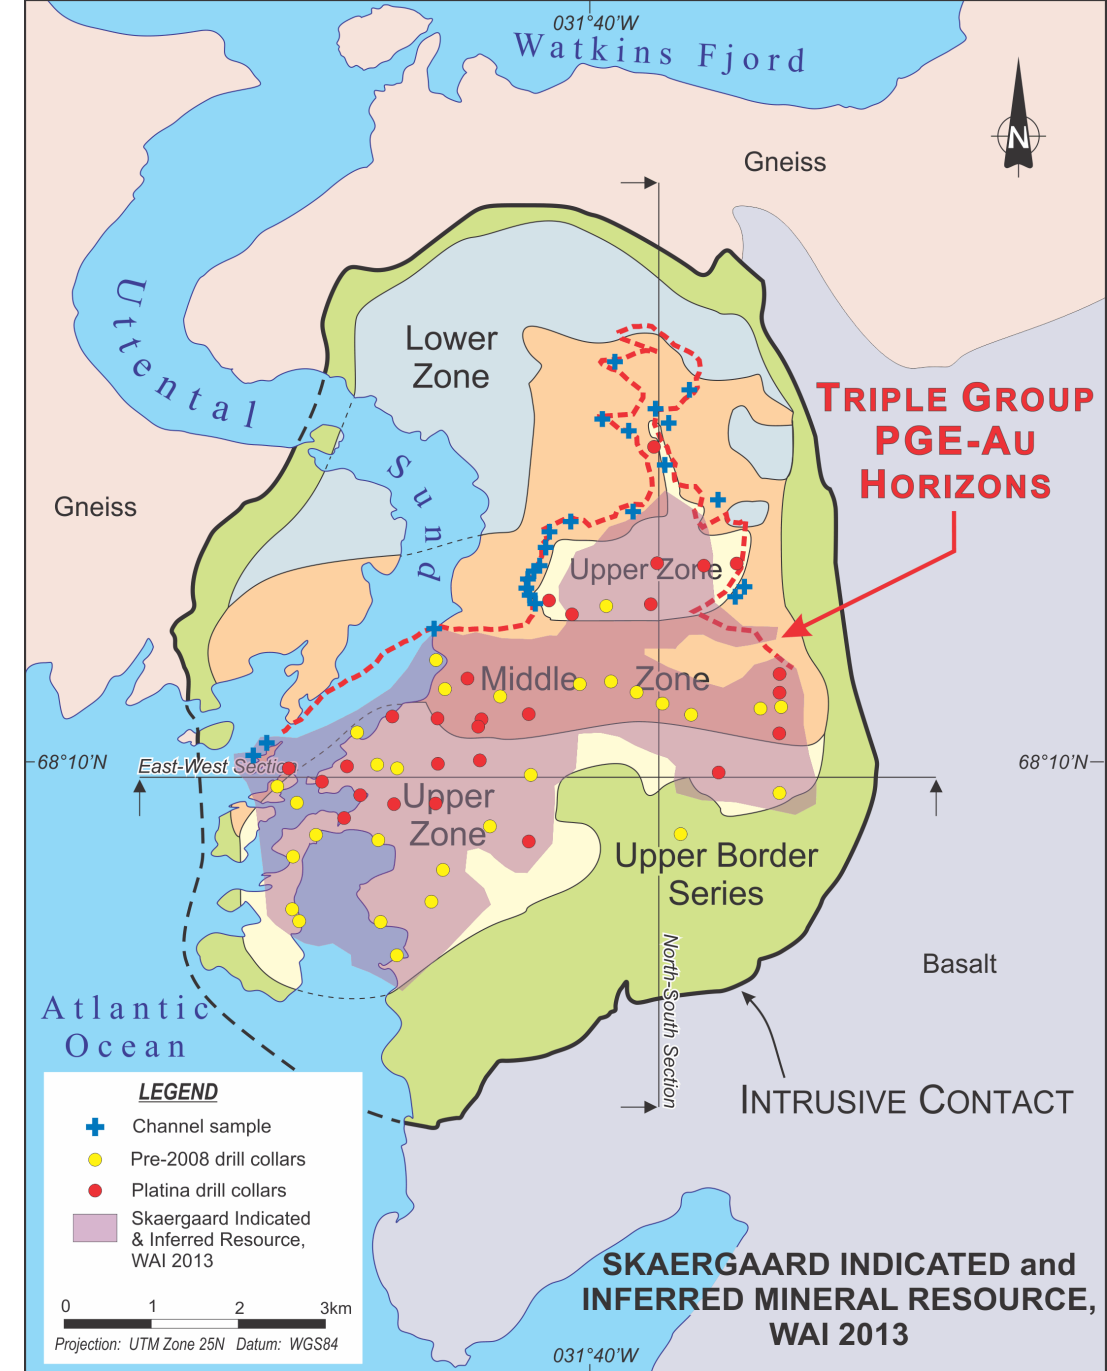 031°40'W
Watkins Fjord
N
Gneiss
Uttental
Sund
Lower
Zone
TRIPLE GROUP
PGE-AU
HORIZONS
Gneiss
Upper Zone
Middle Zone
68°10'N
East-West Sectio
68°10'N
Upper
Zone
Upper Border
Series
North-South Section
Basalt
Atlantic
Ocean
INTRUSIVE CONTACT
LEGEND
Channel sample
Pre-2008 drill collars
Platina drill collars
Skaergaard Indicated
& Inferred Resource,
WAI 2013
0 1 2 3km
Projection: UTM Zone 25N Datum: WGS84
SKAERGAARD INDICATED and
INFERRED MINERAL RESOURCE,
WAI 2013
031°40'W